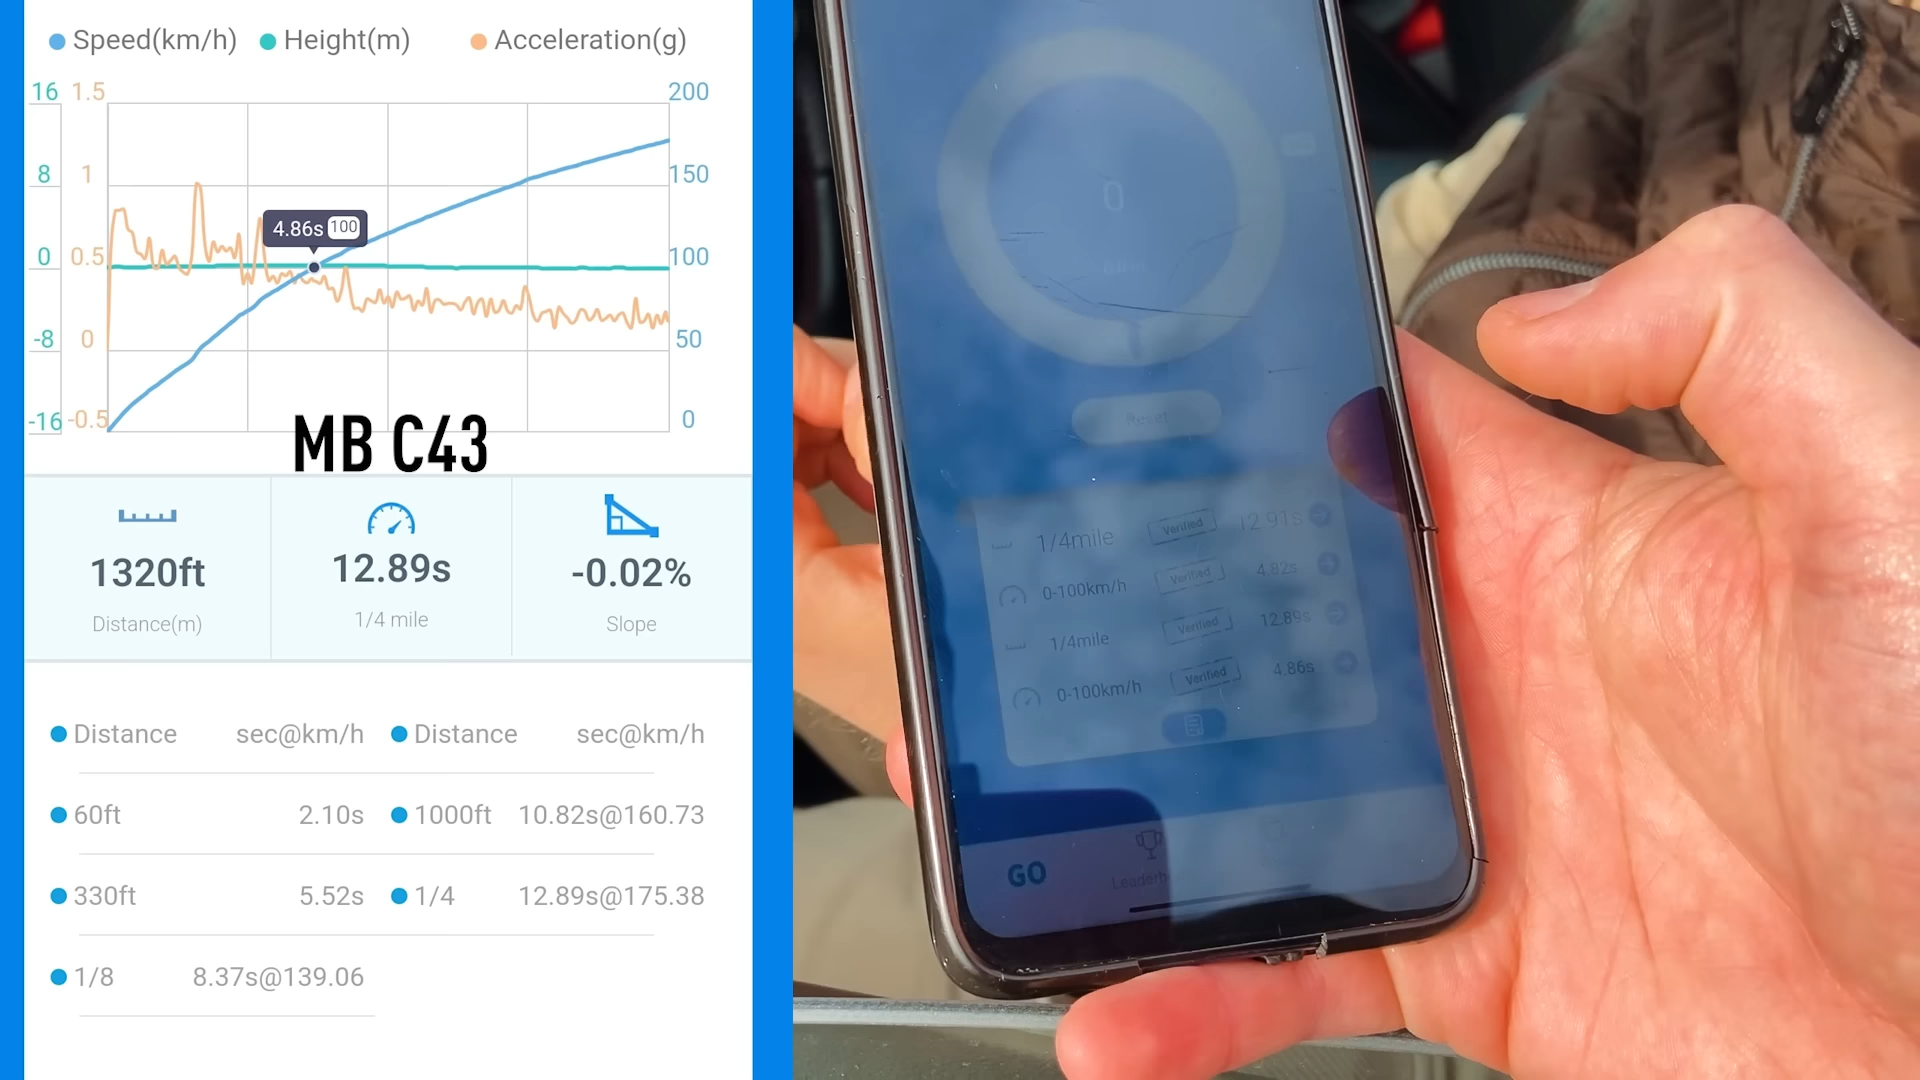 Speed(km/h) Height(m) Acceleration(g)
16 1.5 200
8 1 150
0 0.5 100
-8 0 50
-16 -0.5 0
4.86s 100
MB C43
1320ft 12.89s -0.02%
Distance(m) 1/4 mile Slope
Distance sec@km/h Distance sec@km/h
60ft 2.10s 1000ft 10.82s@160.73
330ft 5.52s 1/4 12.89s@175.38
1/8 8.37s@139.06
0
Reset
1/4mile Verified 12.91s
0-100km/h Verified 4.82s
1/4mile Verified 12.89s
0-100km/h Verified 4.86s
GO
Leaderb